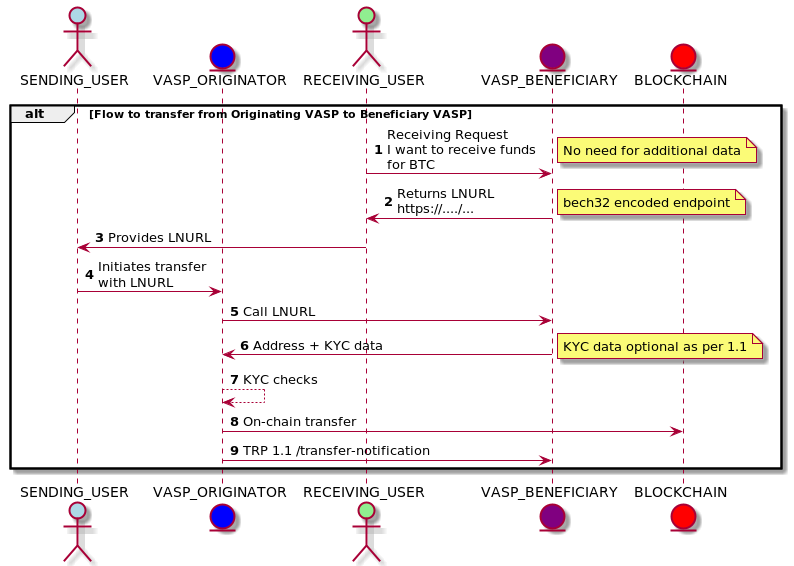 SENDING_USER
VASP_ORIGINATOR
RECEIVING_USER
VASP_BENEFICIARY
BLOCKCHAIN
alt
[Flow to transfer from Originating VASP to Beneficiary VASP]
Receiving Request
1 I want to receive funds
for BTC
No need for additional data
2 Returns LNURL
https://..../...
bech32 encoded endpoint
3 Provides LNURL
4 Initiates transfer
with LNURL
5 Call LNURL
6 Address + KYC data
KYC data optional as per 1.1
7 KYC checks
8 On-chain transfer
9 TRP 1.1 /transfer-notification
SENDING_USER
VASP_ORIGINATOR
RECEIVING_USER
VASP_BENEFICIARY
BLOCKCHAIN